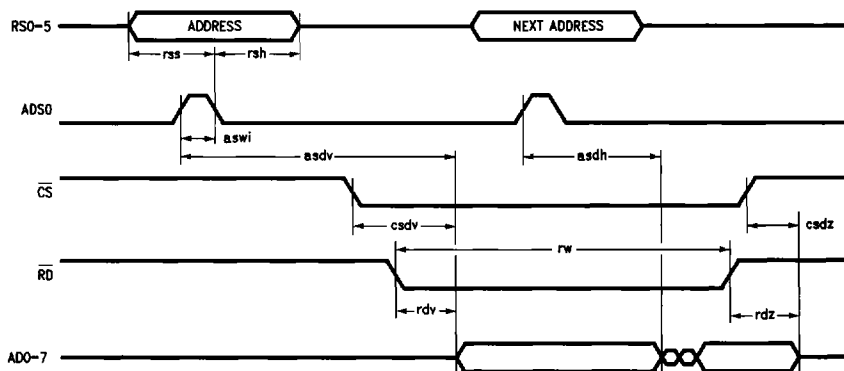 RS0-5 ADDRESS NEXT ADDRESS
rss rsh
ADS0
aswi
asdv asdh
CS
csdv csdz
rw
RD
rdv rdz
AD0-7